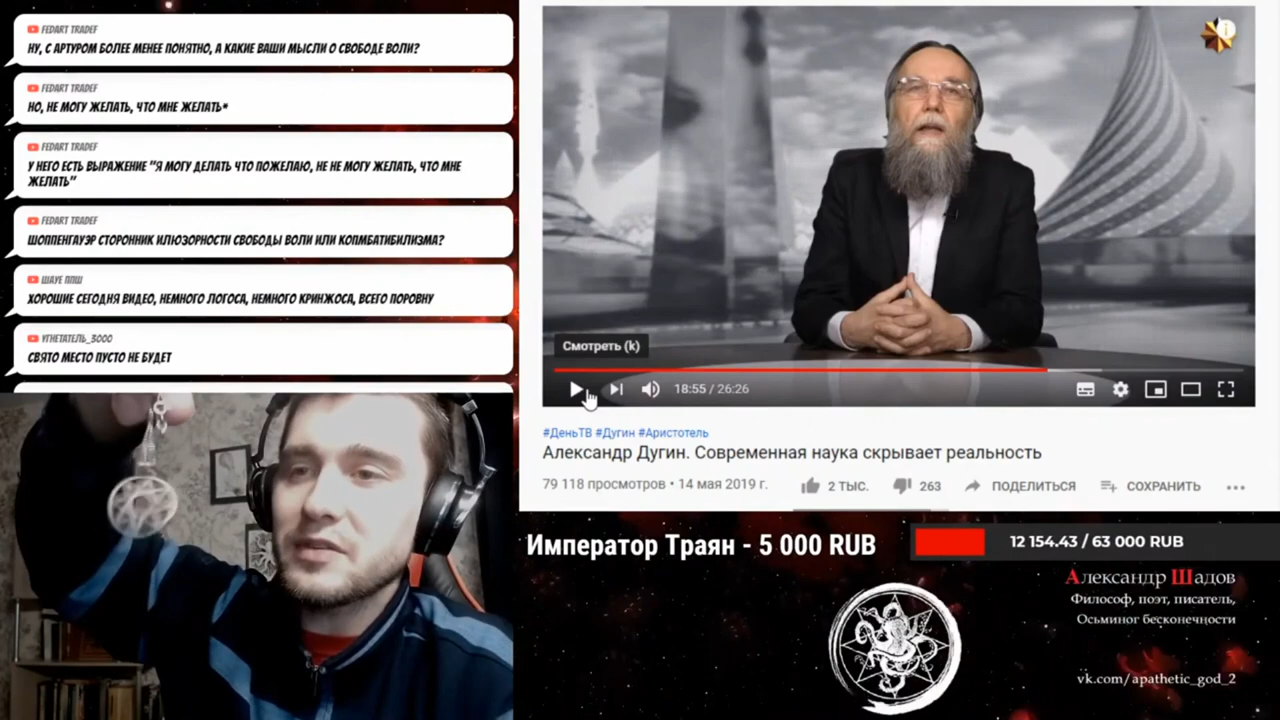 FEDART TRADEF
НУ, С АРТУРОМ БОЛЕЕ МЕНЕЕ ПОНЯТНО, А КАКИЕ ВАШИ МЫСЛИ О СВОБОДЕ ВОЛИ?
FEDART TRADEF
НО, НЕ МОГУ ЖЕЛАТЬ, ЧТО МНЕ ЖЕЛАТЬ*
FEDART TRADEF
У НЕГО ЕСТЬ ВЫРАЖЕНИЕ "Я МОГУ ДЕЛАТЬ ЧТО ПОЖЕЛАЮ, НЕ НЕ МОГУ ЖЕЛАТЬ, ЧТО МНЕ
ЖЕЛАТЬ"
FEDART TRADEF
ШОППЕНГАУЭР СТОРОННИК ИЛЮЗОРНОСТИ СВОБОДЫ ВОЛИ ИЛИ КОПМБАТИБИЛИЗМА?
ШАУЕ ППШ
ХОРОШИЕ СЕГОДНЯ ВИДЕО, НЕМНОГО ЛОГОСА, НЕМНОГО КРИНЖОСА, ВСЕГО ПОРОВНУ
УГНЕТАТЕЛЬ_3000
СВЯТО МЕСТО ПУСТО НЕ БУДЕТ
Смотреть (k)
18:55 / 26:26
#ДеньТВ #Дугин #Аристотель
Александр Дугин. Современная наука скрывает реальность
79 118 просмотров • 14 мая 2019 г.
2 ТЫС.
263
ПОДЕЛИТЬСЯ
СОХРАНИТЬ
Император Траян - 5 000 RUB
12 154.43 / 63 000 RUB
Александр Шадов
Философ, поэт, писатель,
Осьминог бесконечности
vk.com/apathetic_god_2